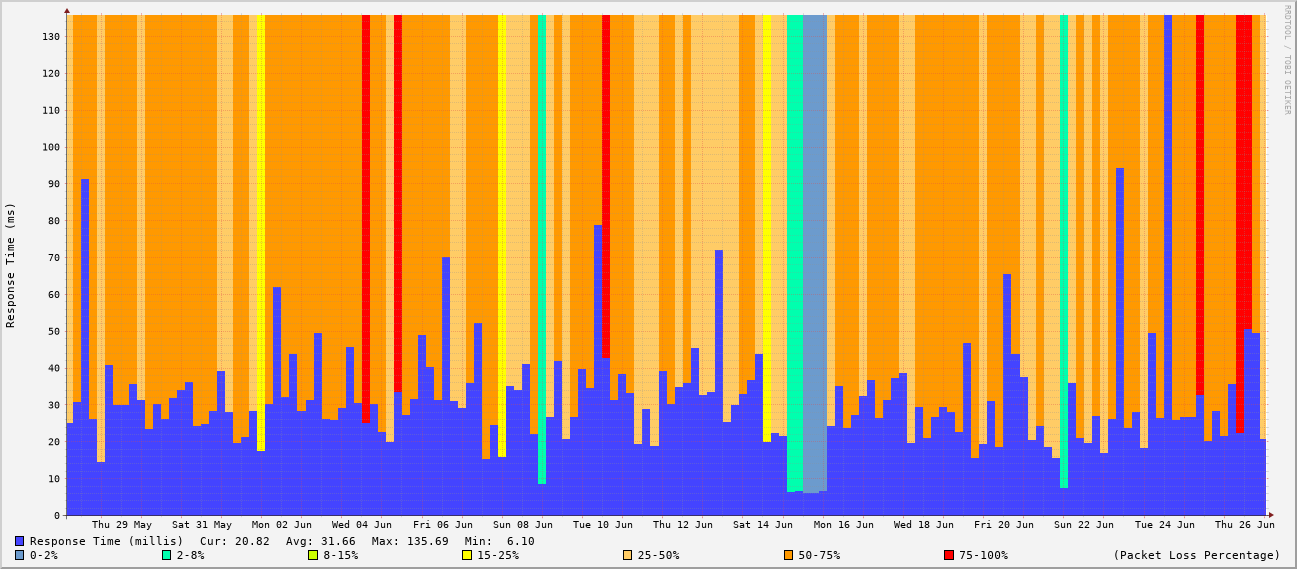 RRDTOOL / TOBI OETIKER
Response Time (ms)
130
120
110
100
90
80
70
60
50
40
30
20
10
0
Thu 29 May Sat 31 May Mon 02 Jun Wed 04 Jun Fri 06 Jun Sun 08 Jun Tue 10 Jun Thu 12 Jun Sat 14 Jun Mon 16 Jun Wed 18 Jun Fri 20 Jun Sun 22 Jun Tue 24 Jun Thu 26 Jun
Response Time (millis) Cur: 20.82 Avg: 31.66 Max: 135.69 Min: 6.10
0-2% 2-8% 8-15% 15-25% 25-50% 50-75% 75-100% (Packet Loss Percentage)